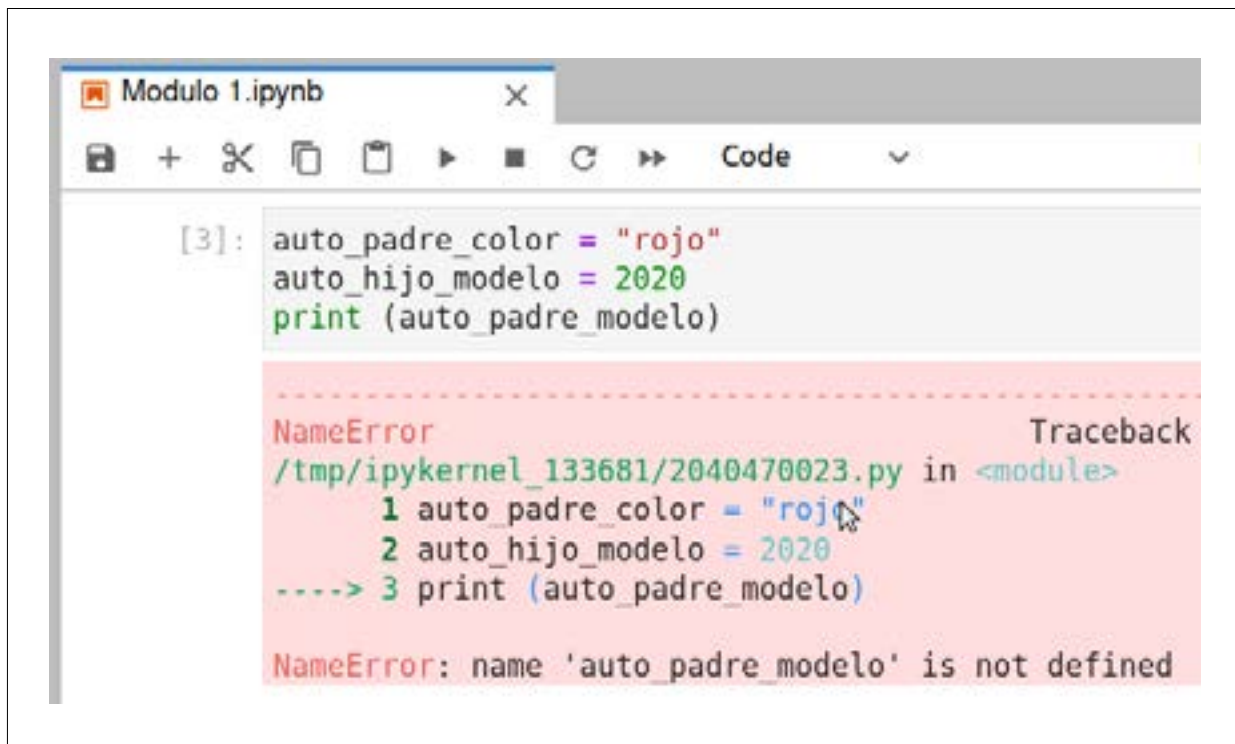 Modulo 1.ipynb
Code
[3]: auto_padre_color = "rojo"
auto_hijo_modelo = 2020
print (auto_padre_modelo)
---------------------------------------------------
NameError Traceback
/tmp/ipykernel_133681/2040470023.py in <module>
1 auto_padre_color = "rojo"
2 auto_hijo_modelo = 2020
----> 3 print (auto_padre_modelo)
NameError: name 'auto_padre_modelo' is not defined